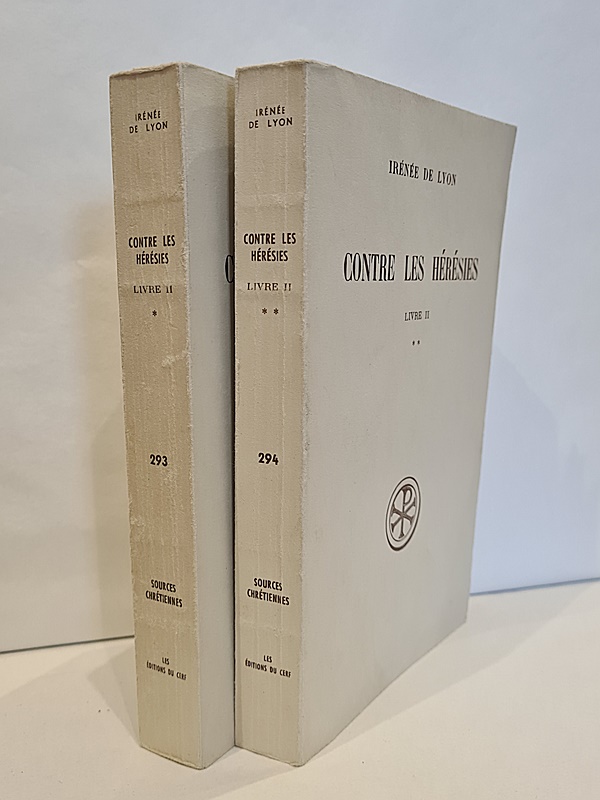 IRÉNÉE
DE LYON
CONTRE LES
HÉRÉSIES
LIVRE II
*
293
SOURCES
CHRÉTIENNES
LES
ÉDITIONS DU CERF
IRÉNÉE
DE LYON
CONTRE LES
HÉRÉSIES
LIVRE II
* *
294
SOURCES
CHRÉTIENNES
LES
ÉDITIONS DU CERF
IRÉNÉE DE LYON
CONTRE LES HÉRÉSIES
LIVRE II
* *